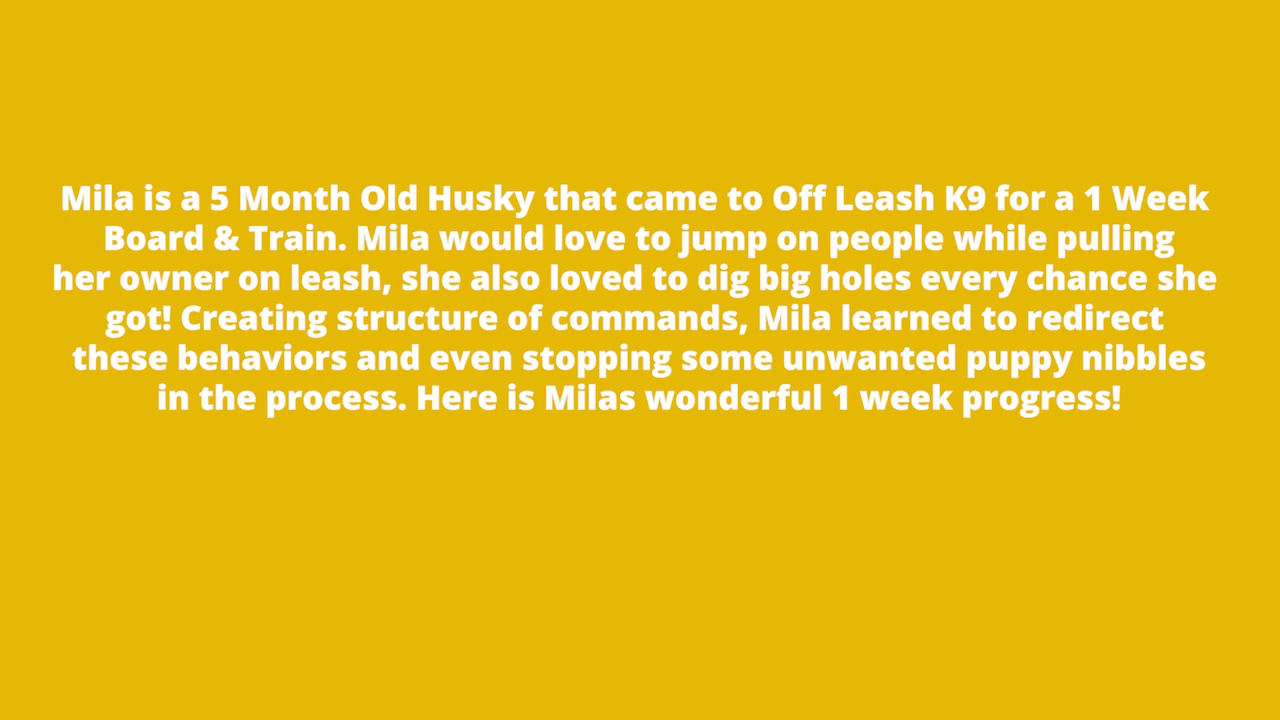 Mila is a 5 Month Old Husky that came to Off Leash K9 for a 1 Week
Board & Train. Mila would love to jump on people while pulling
her owner on leash, she also loved to dig big holes every chance she
got! Creating structure of commands, Mila learned to redirect
these behaviors and even stopping some unwanted puppy nibbles
in the process. Here is Milas wonderful 1 week progress!